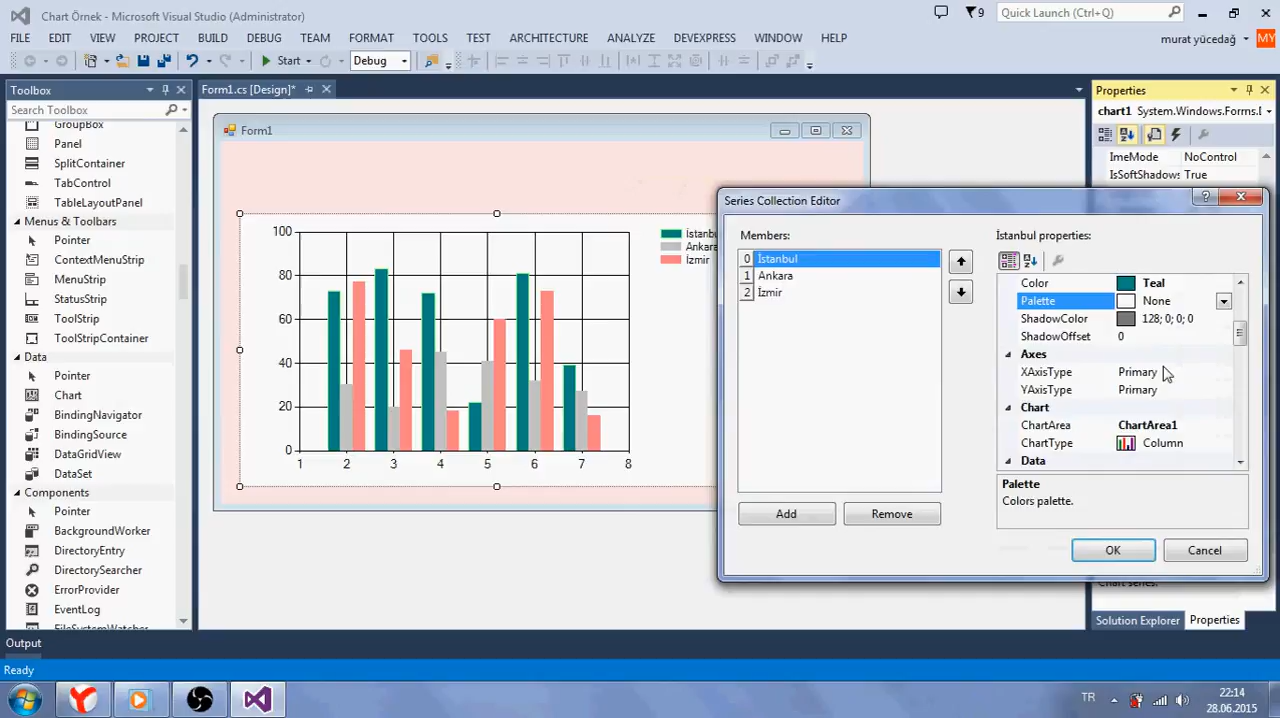 Chart Örnek - Microsoft Visual Studio (Administrator)
9
Quick Launch (Ctrl+Q)
FILE EDIT VIEW PROJECT BUILD DEBUG TEAM FORMAT TOOLS TEST ARCHITECTURE ANALYZE DEVEXPRESS WINDOW HELP
murat yücedağ
MY
Start
Debug
Toolbox
Search Toolbox
GroupBox
Panel
SplitContainer
TabControl
TableLayoutPanel
Menus & Toolbars
Pointer
ContextMenuStrip
MenuStrip
StatusStrip
ToolStrip
ToolStripContainer
Data
Pointer
Chart
BindingNavigator
BindingSource
DataGridView
DataSet
Components
Pointer
BackgroundWorker
DirectoryEntry
DirectorySearcher
ErrorProvider
EventLog
Form1.cs [Design]*
Form1
100
80
60
40
20
0
1 2 3 4 5 6 7 8
İstanbu
Ankara
İzmir
Properties
chart1 System.Windows.Forms.
ImeMode NoControl
IsSoftShadows True
Series Collection Editor
Members:
0 İstanbul
1 Ankara
2 İzmir
Add
Remove
İstanbul properties:
Color Teal
Palette None
ShadowColor 128; 0; 0; 0
ShadowOffset 0
Axes
XAxisType Primary
YAxisType Primary
Chart
ChartArea ChartArea1
ChartType Column
Data
Palette
Colors palette.
OK
Cancel
Solution Explorer
Properties
Output
Ready
TR
22:14
28.06.2015